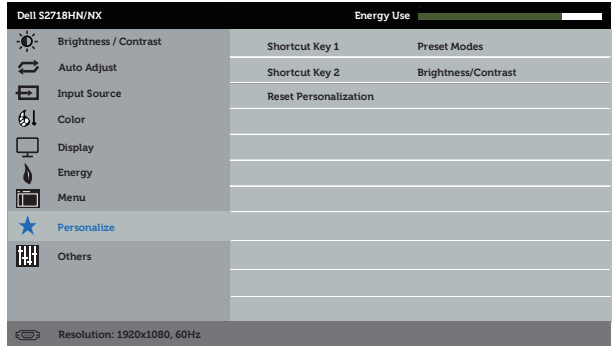 Dell S2718HN/NX Energy Use
Brightness / Contrast
Auto Adjust
Input Source
Color
Display
Energy
Menu
Personalize
Others
Shortcut Key 1 Preset Modes
Shortcut Key 2 Brightness/Contrast
Reset Personalization
Resolution: 1920x1080, 60Hz